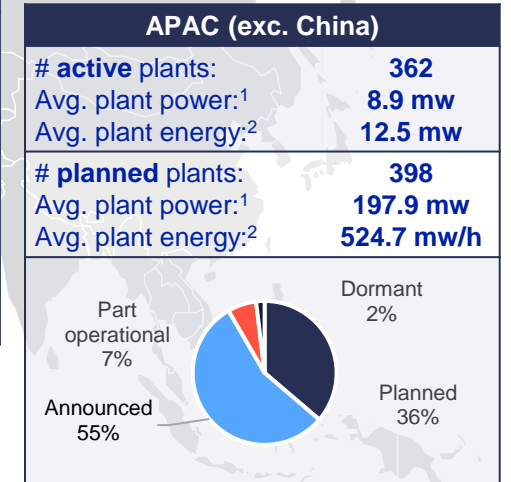 APAC (exc. China)
# active plants: 362
Avg. plant power:¹ 8.9 mw
Avg. plant energy:² 12.5 mw
# planned plants: 398
Avg. plant power:¹ 197.9 mw
Avg. plant energy:² 524.7 mw/h
Dormant
2%
Part
operational
7%
Planned
36%
Announced
55%